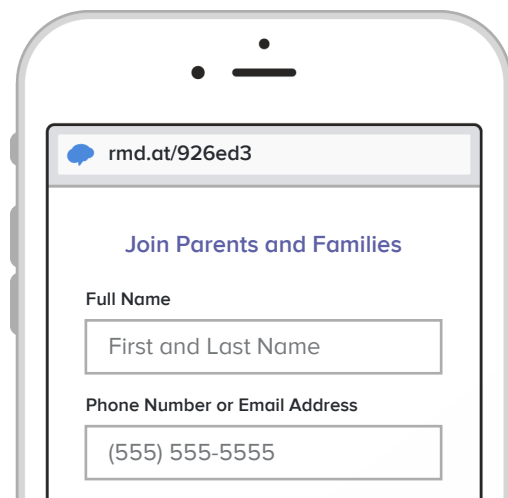 rmd.at/926ed3
Join Parents and Families
Full Name
First and Last Name
Phone Number or Email Address
(555) 555-5555